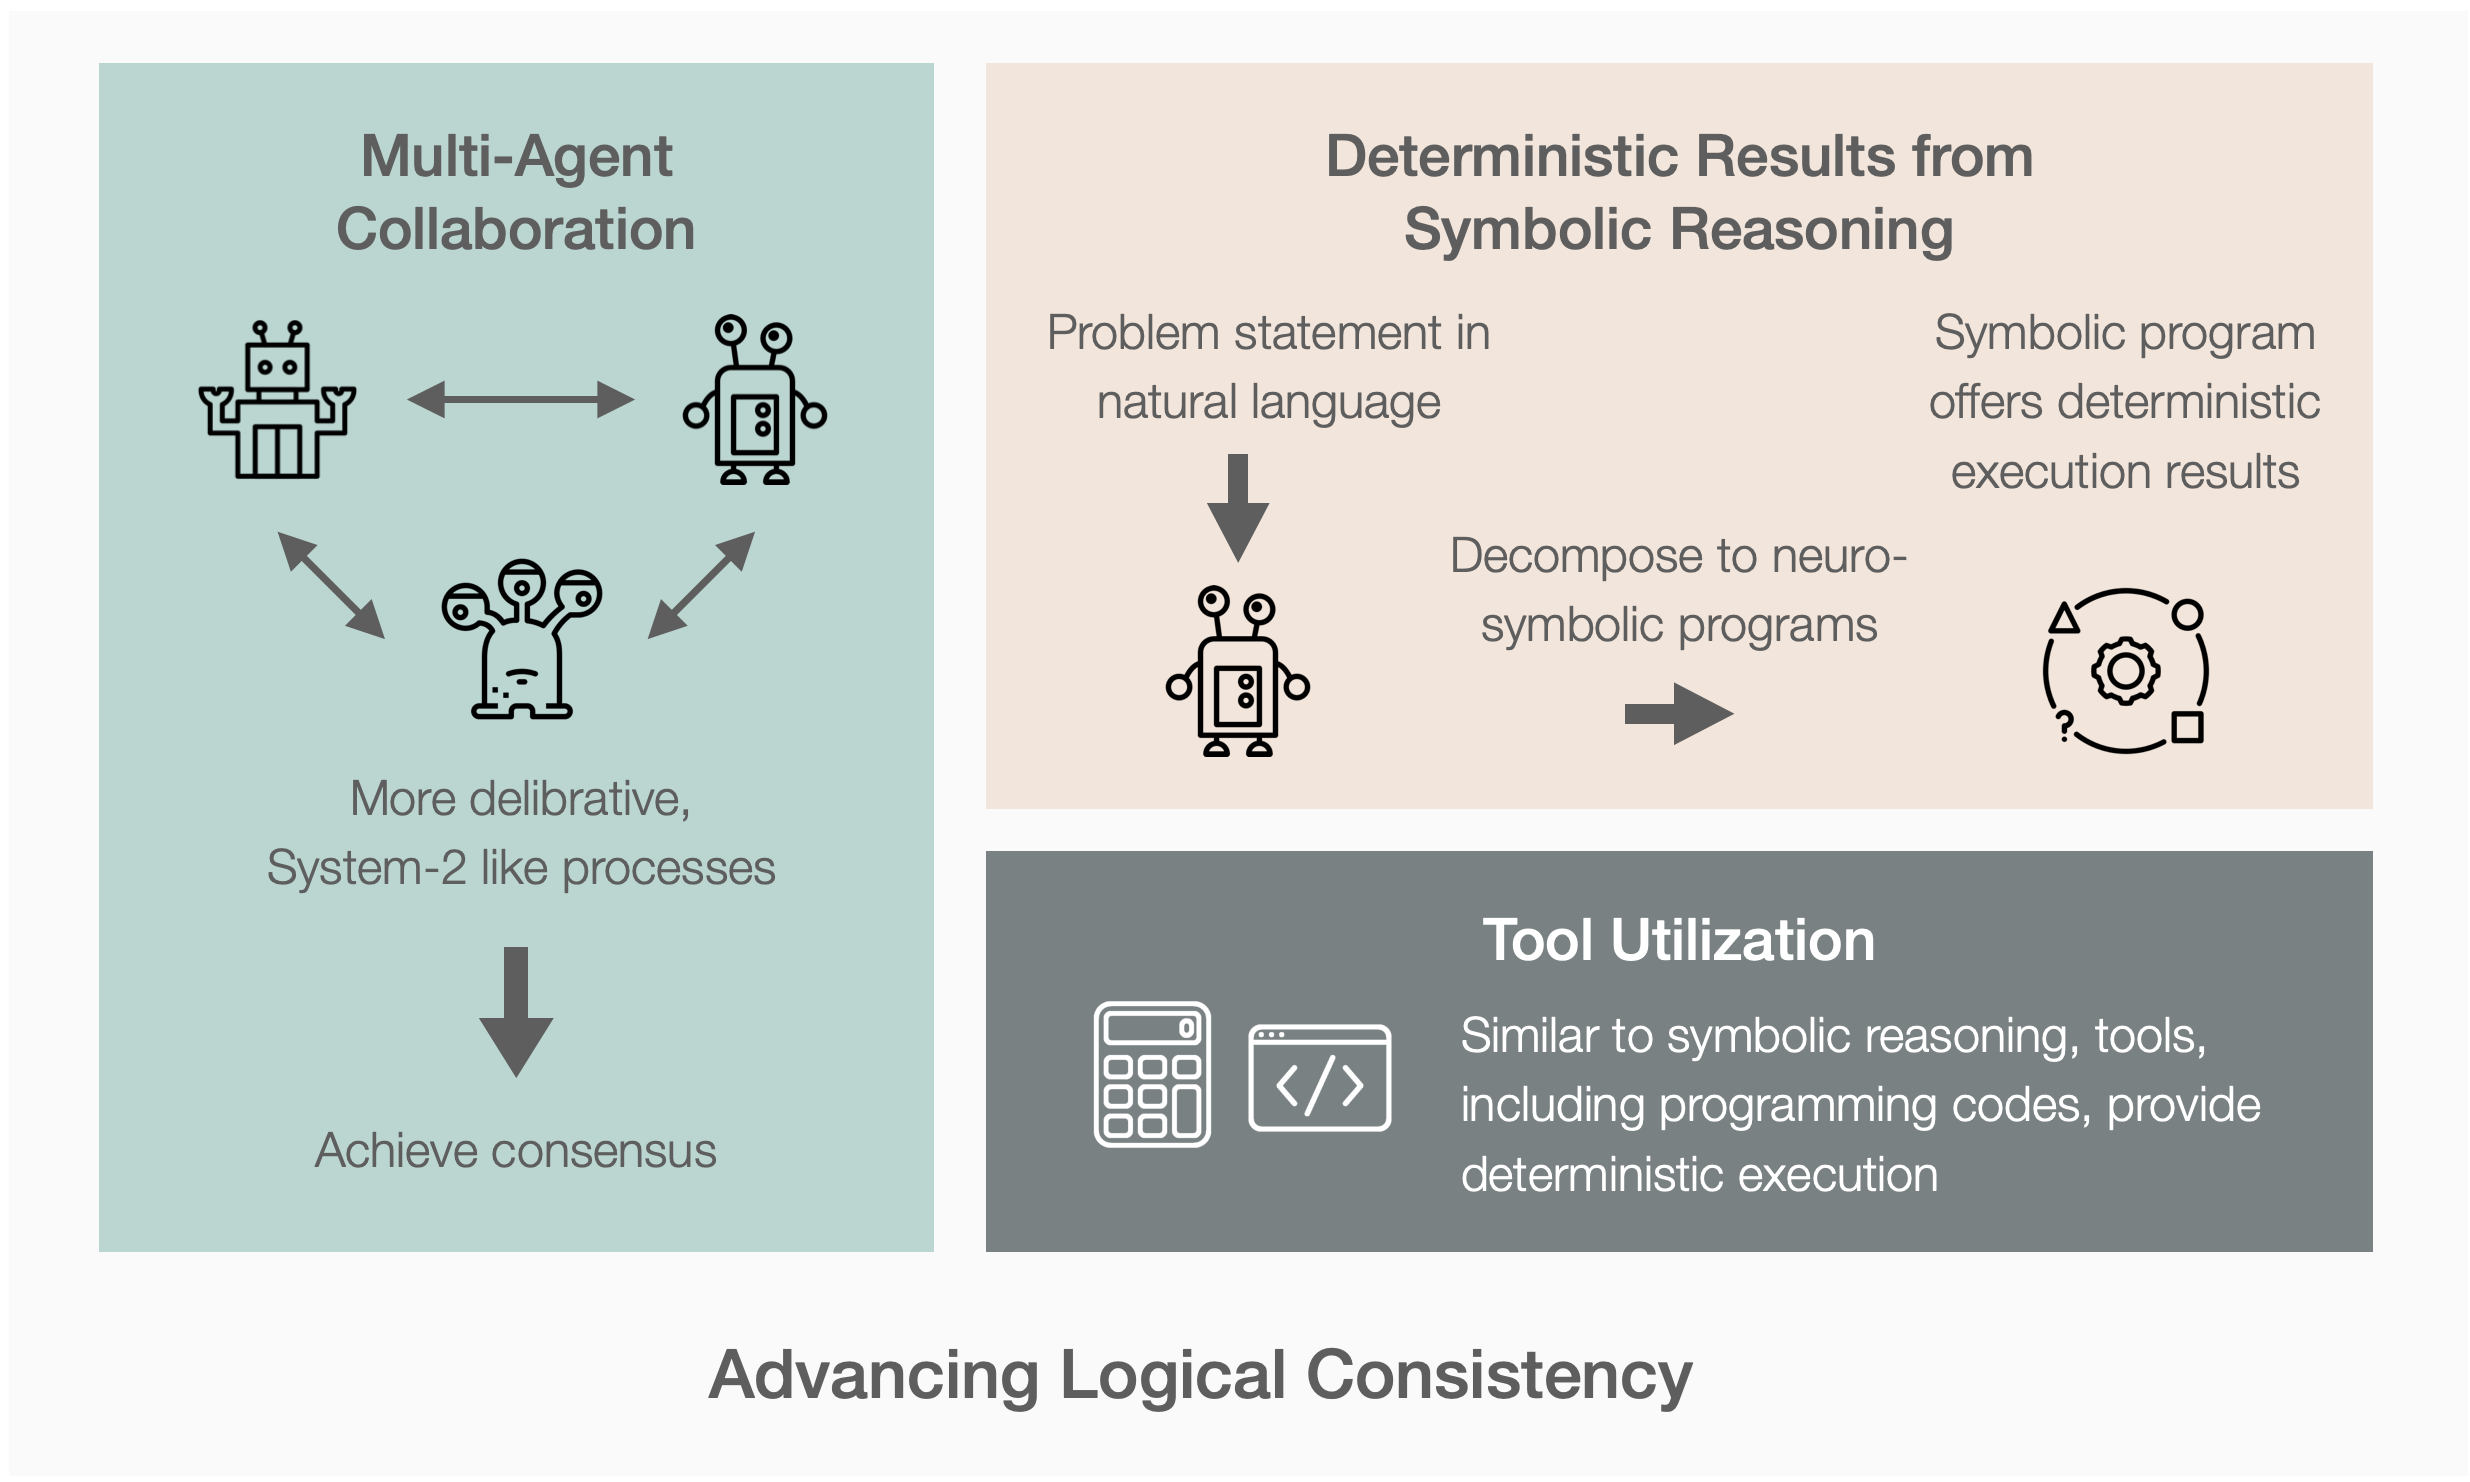 Multi-Agent
Collaboration
More delibrative,
System-2 like processes
Achieve consensus
Deterministic Results from
Symbolic Reasoning
Problem statement in
natural language
Decompose to neuro-
symbolic programs
Symbolic program
offers deterministic
execution results
?
Tool Utilization
0
</>
Similar to symbolic reasoning, tools,
including programming codes, provide
deterministic execution
Advancing Logical Consistency